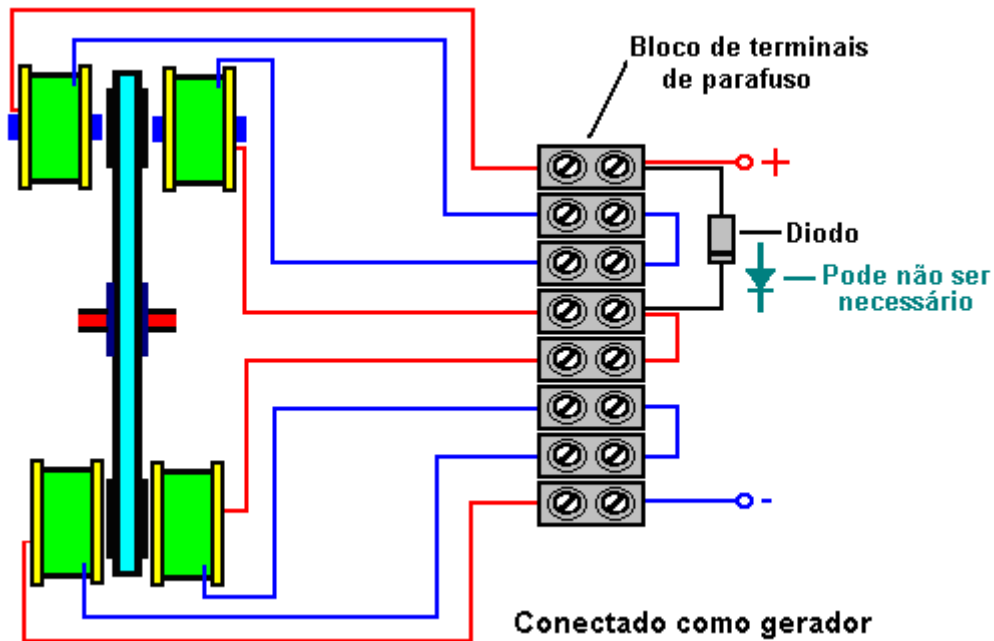 Bloco de terminais
de parafuso
+
Diodo
Pode não ser
necessário
-
Conectado como gerador